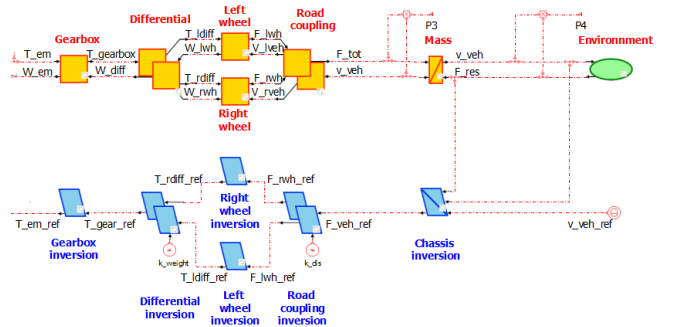 Left
wheel
Road
coupling
Differential
P3
P4
Gearbox
Mass
Environnment
T_em
T_gearbox
T_ldiff
F_lwh
F_tot
v_veh
W_lwh
V_lveh
W_em
W_diff
T_rdiff
F_rwh
v_veh
F_res
W_rwh
V_rveh
Right
wheel
T_rdiff_ref
F_rwh_ref
Right
wheel
inversion
T_em_ref
T_gear_ref
F_veh_ref
v_veh_ref
Gearbox
inversion
Chassis
inversion
k_weight
k_dis
T_ldiff_ref
F_lwh_ref
Differential
inversion
Left
wheel
inversion
Road
coupling
inversion